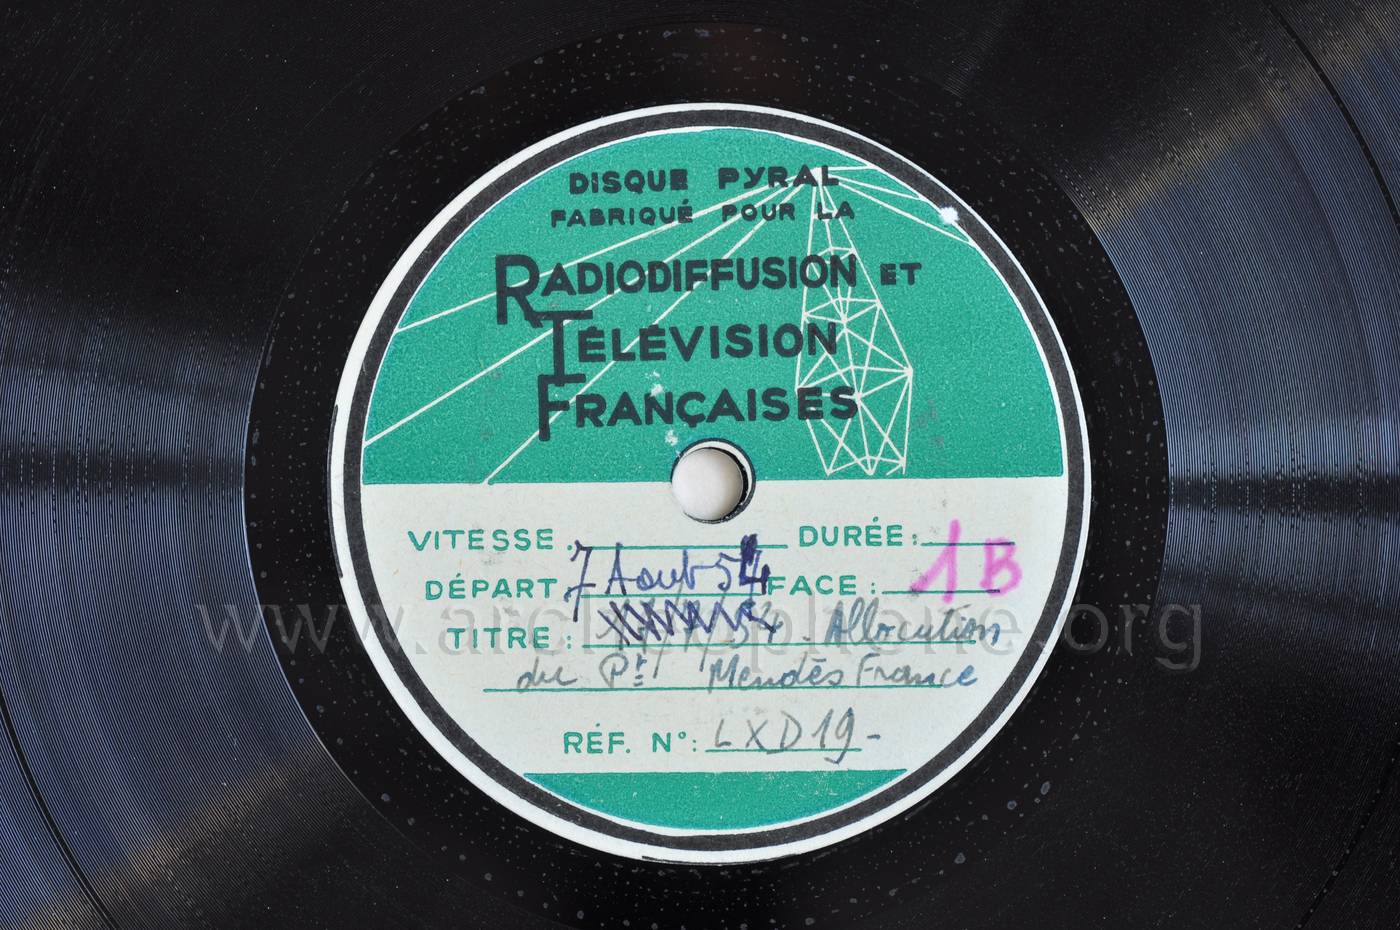 DISQUE PYRAL
FABRIQUÉ POUR LA
RADIODIFFUSION ET
TÉLÉVISION
FRANÇAISES
VITESSE : DURÉE :
DÉPART 7 Aout 54 FACE : 1B
TITRE : 54 - Allocution
du Pt Mendès France
RÉF. N° : LXD19-
www.archeophone.org